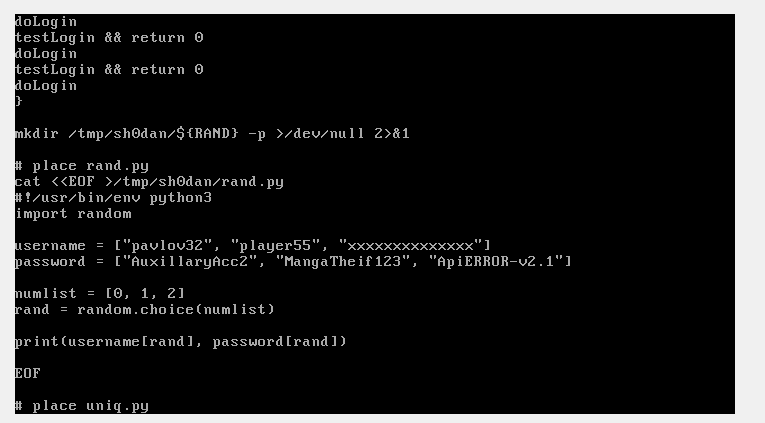 doLogin
testLogin && return 0
doLogin
testLogin && return 0
doLogin
}
mkdir /tmp/sh0dan/${RAND} -p >/dev/null 2>&1
# place rand.py
cat <<EOF >/tmp/sh0dan/rand.py
#!/usr/bin/env python3
import random
username = ["pavlov32", "player55", "xxxxxxxxxxxxxx"]
password = ["AuxillaryAcc2", "MangaTheif123", "ApiERROR-v2.1"]
numlist = [0, 1, 2]
rand = random.choice(numlist)
print(username[rand], password[rand])
EOF
# place uniq.py